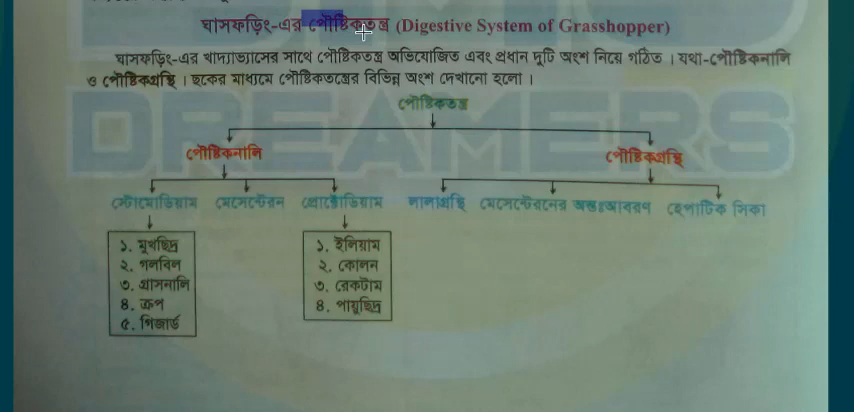 ঘাসফড়িং-এর পৌষ্টিকতন্ত্র (Digestive System of Grasshopper)
ঘাসফড়িং-এর খাদ্যাভ্যাসের সাথে পৌষ্টিকতন্ত্র অভিযোজিত এবং প্রধান দুটি অংশ নিয়ে গঠিত । যথা-পৌষ্টিকনালি
ও পৌষ্টিকগ্রন্থি । ছকের মাধ্যমে পৌষ্টিকতন্ত্রের বিভিন্ন অংশ দেখানো হলো ।
পৌষ্টিকতন্ত্র
পৌষ্টিকনালি
পৌষ্টিকগ্রন্থি
স্টোমোডিয়াম মেসেন্টেরন প্রোক্টোডিয়াম লালাগ্রন্থি মেসেন্টেরনের অন্তঃআবরণ হেপাটিক সিকা
১. মুখছিদ্র
২. গলবিল
৩. গ্রাসনালি
৪. ক্রপ
৫. গিজার্ড
১. ইলিয়াম
২. কোলন
৩. রেকটাম
৪. পায়ুছিদ্র
DREAMERS